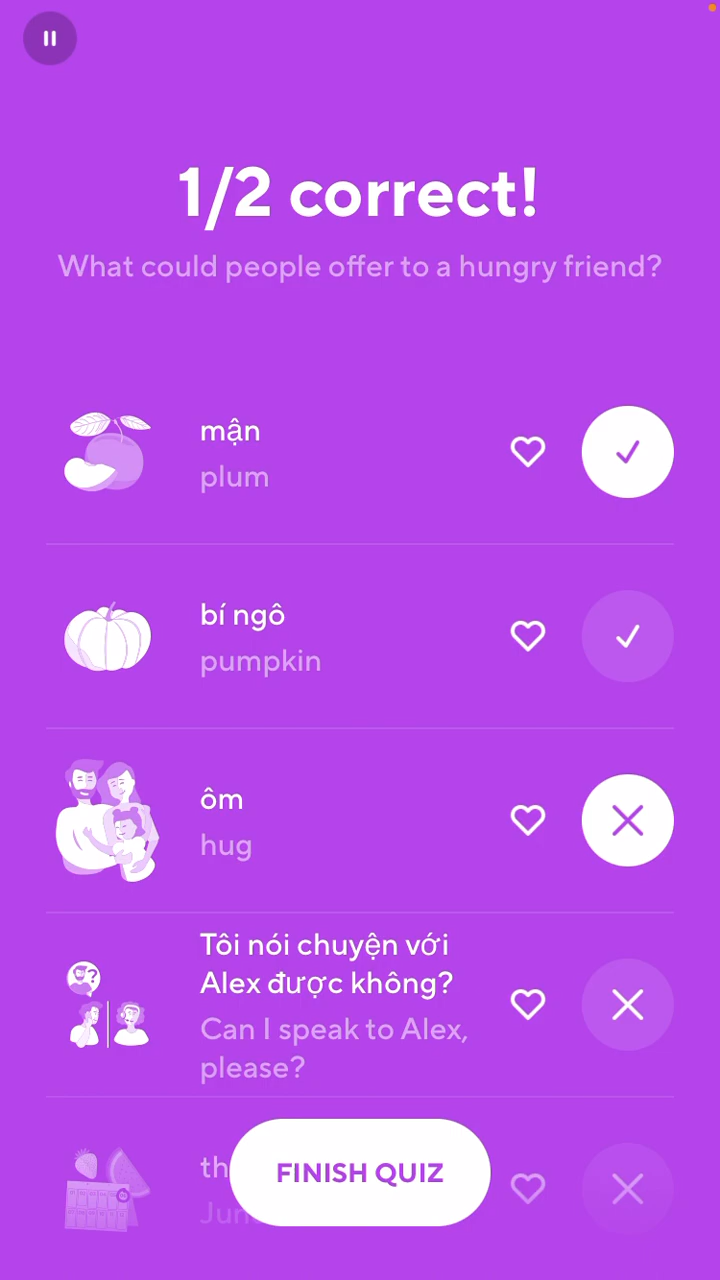 1/2 correct!
What could people offer to a hungry friend?
mận
plum
bí ngô
pumpkin
ôm
hug
Tôi nói chuyện với
Alex được không?
Can I speak to Alex,
please?
FINISH QUIZ